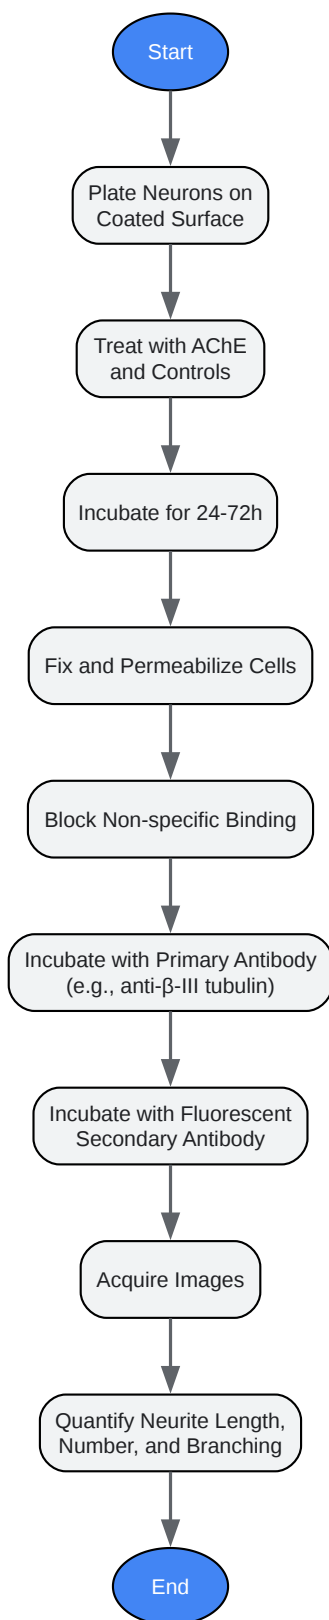 Start
Plate Neurons on
Coated Surface
Treat with AChE
and Controls
Incubate for 24-72h
Fix and Permeabilize Cells
Block Non-specific Binding
Incubate with Primary Antibody
(e.g., anti-β-III tubulin)
Incubate with Fluorescent
Secondary Antibody
Acquire Images
Quantify Neurite Length,
Number, and Branching
End